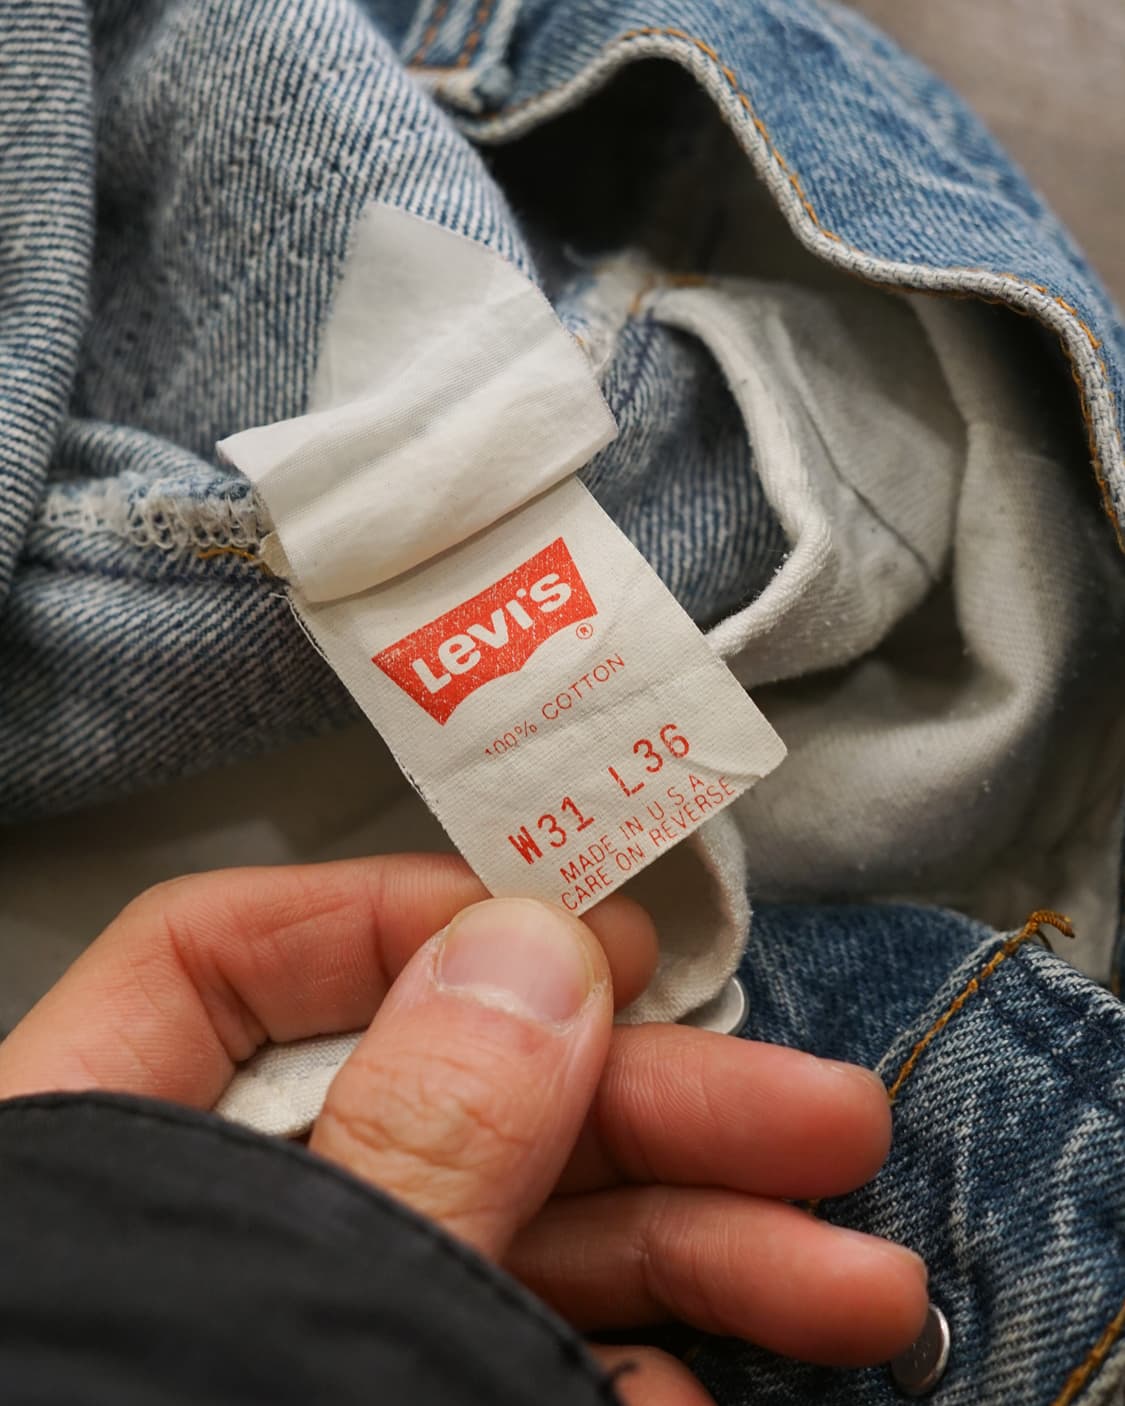 Levi's
®
100% COTTON
W31 L36
MADE IN U S A
CARE ON REVERSE